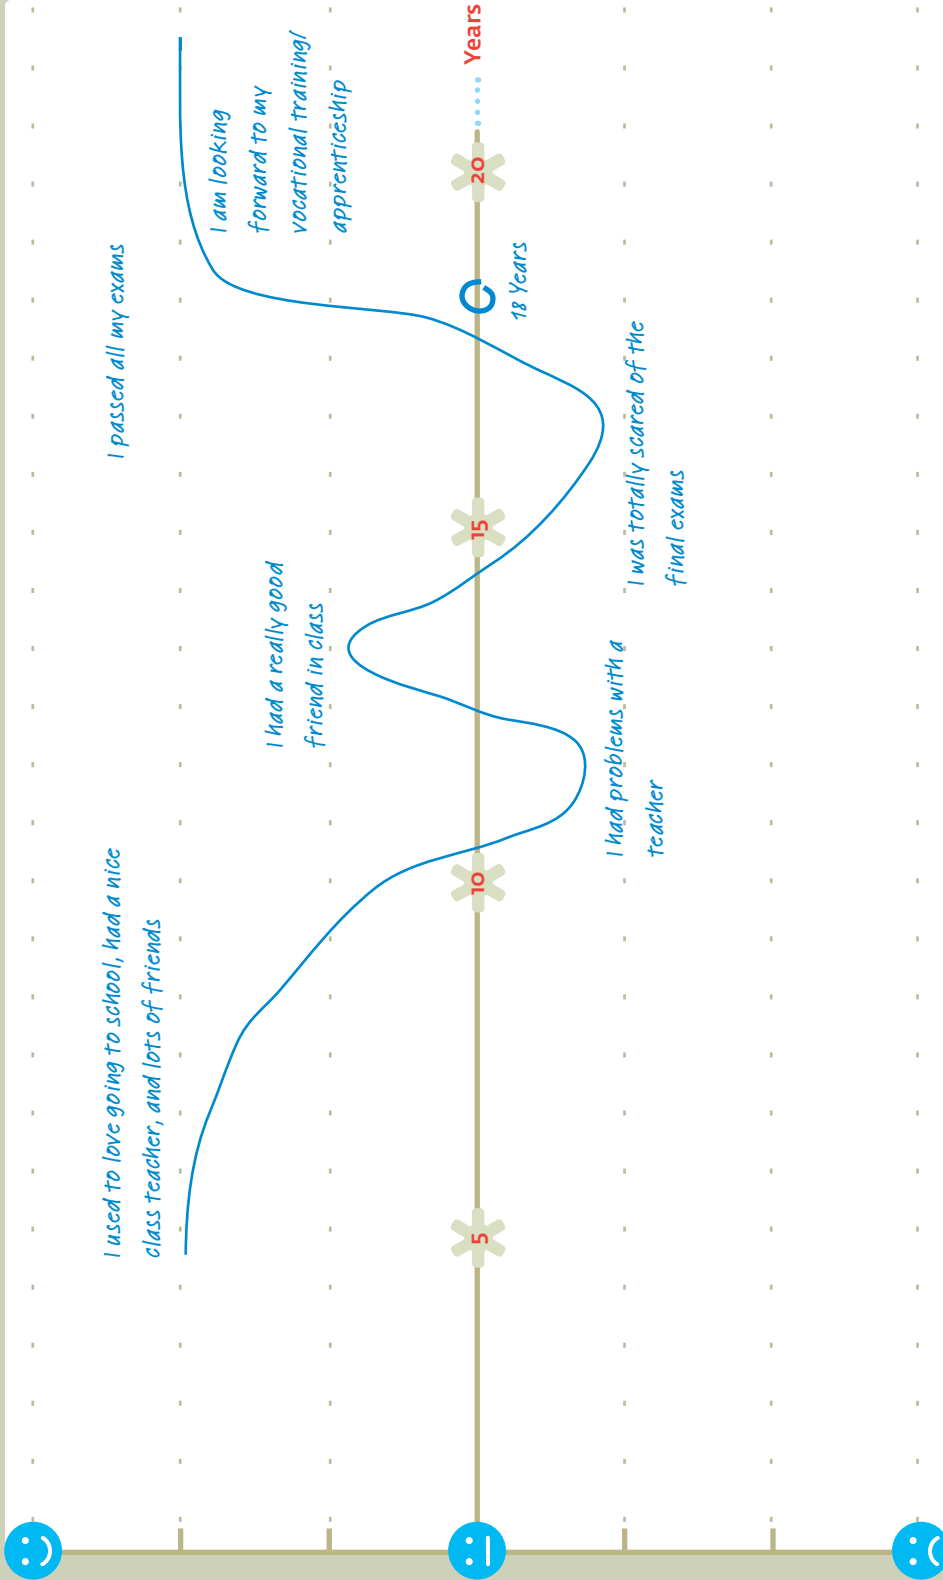 I used to love going to school, had a nice
class teacher, and lots of friends
I had a really good
friend in class
I passed all my exams
I am looking
forward to my
vocational training/
apprenticeship
5
10
15
20
Years
18 Years
I had problems with a
teacher
I was totally scared of the
final exams